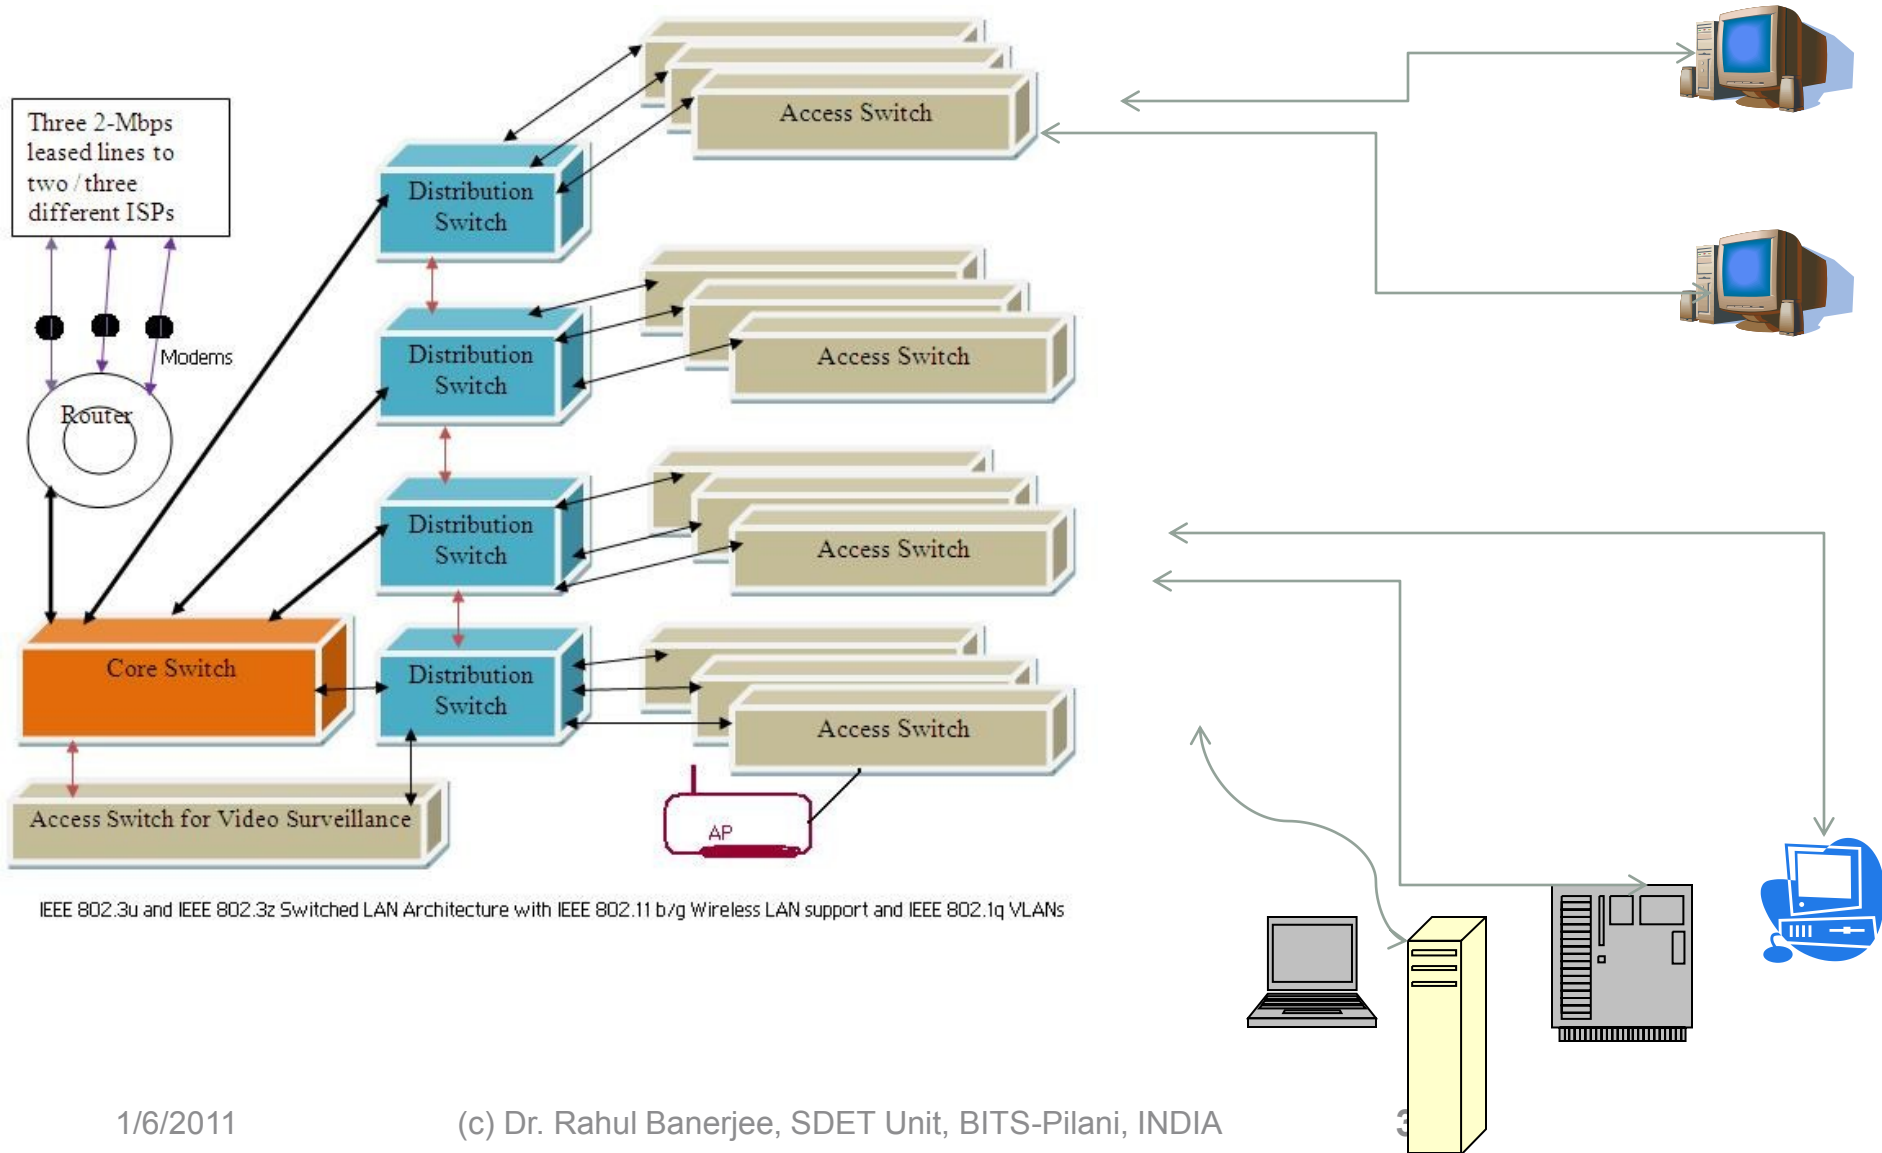 Three 2-Mbps
leased lines to
two / three
different ISPs
Modems
Router
Core Switch
Access Switch for Video Surveillance
Distribution
Switch
Distribution
Switch
Distribution
Switch
Distribution
Switch
Access Switch
Access Switch
Access Switch
Access Switch
AP
IEEE 802.3u and IEEE 802.3z Switched LAN Architecture with IEEE 802.11 b/g Wireless LAN support and IEEE 802.1q VLANs
1/6/2011
(c) Dr. Rahul Banerjee, SDET Unit, BITS-Pilani, INDIA